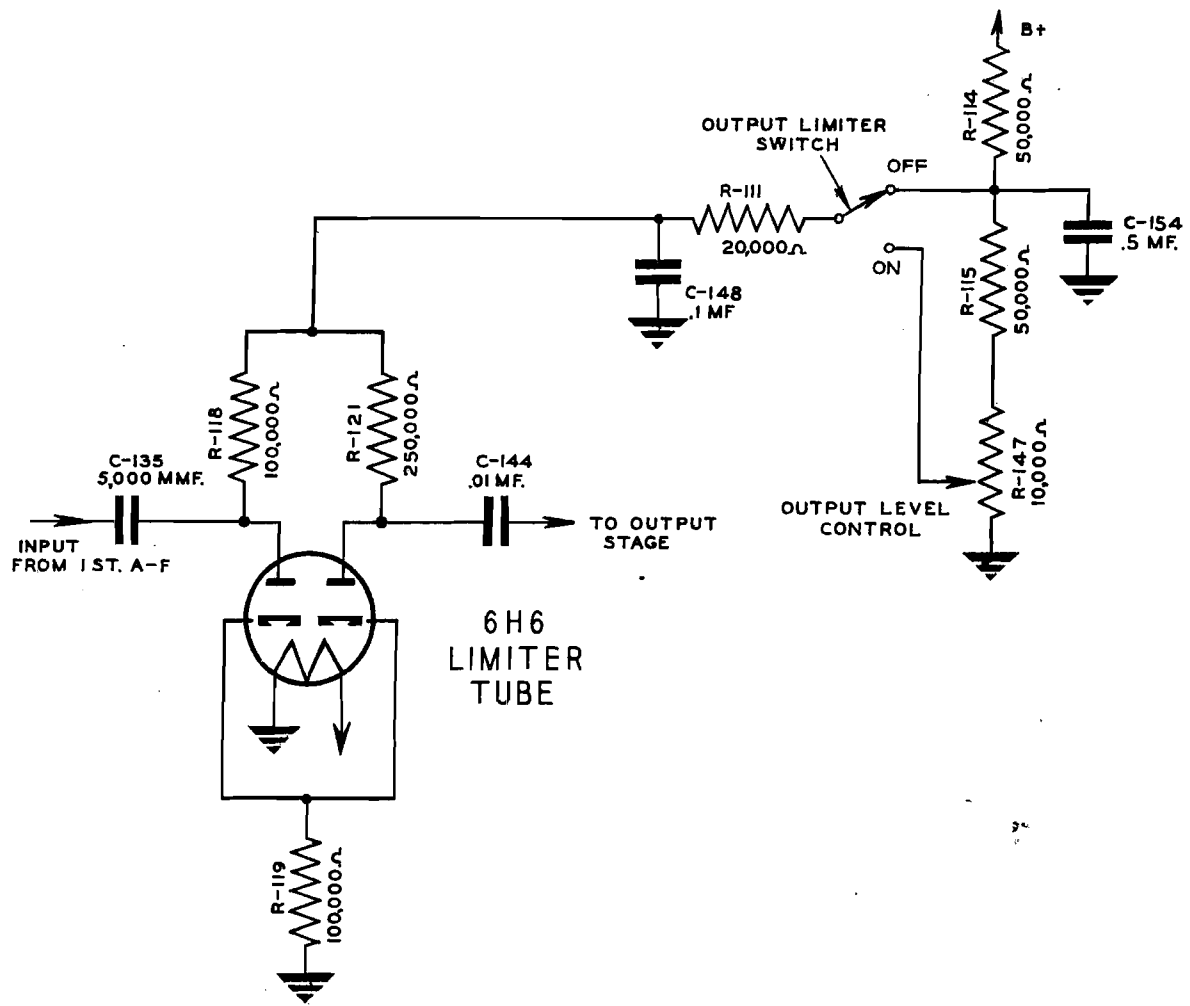 B+
R-114
50,000Ω
OUTPUT LIMITER
SWITCH
OFF
R-111
20,000Ω
ON
C-154
.5 MF.
C-148
.1 MF
R-115
50,000Ω
R-118
100,000Ω
R-121
250,000Ω
C-135
5,000 MMF.
C-144
.01 MF.
R-147
10,000Ω
OUTPUT LEVEL
CONTROL
INPUT
FROM 1ST. A-F
TO OUTPUT
STAGE
6H6
LIMITER
TUBE
R-119
100,000Ω